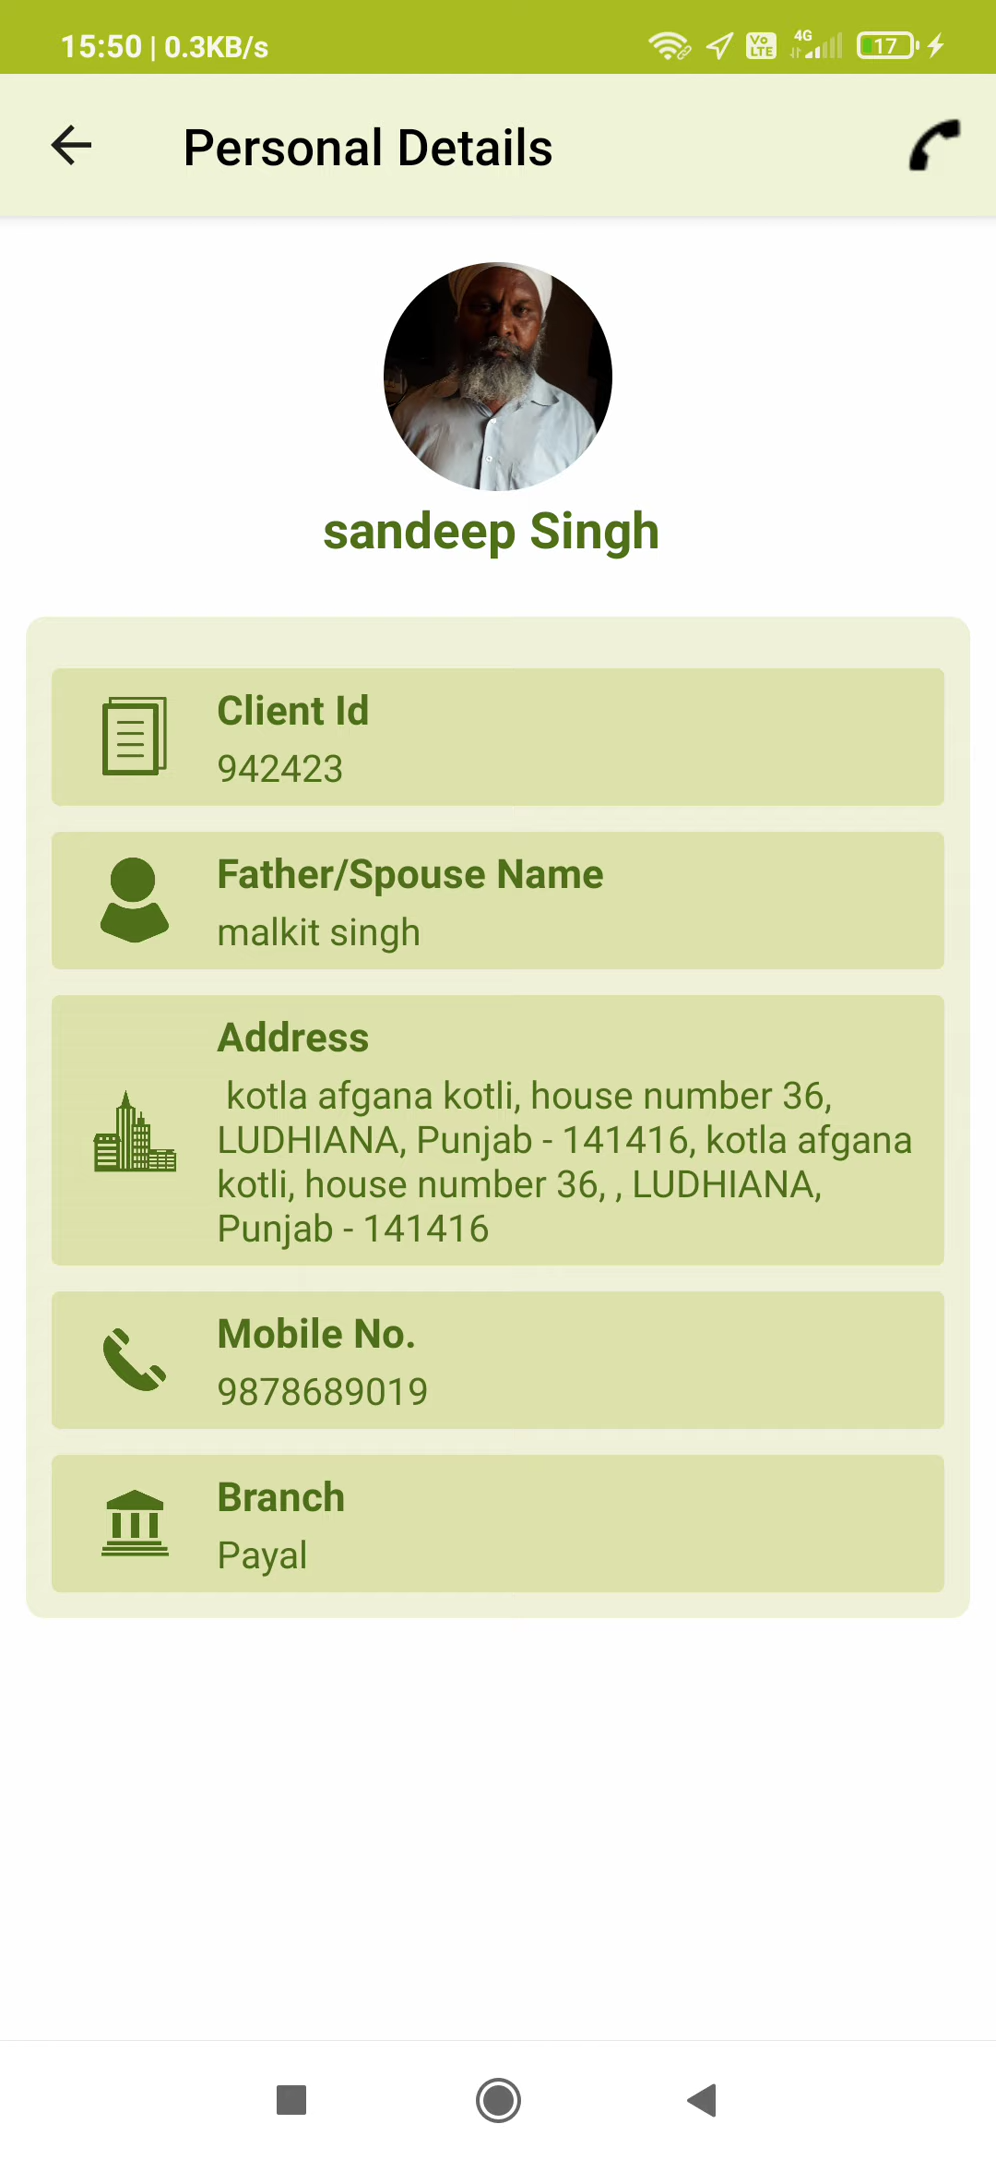 15:50 | 0.3KB/s
Vo LTE 4G 17
Personal Details
sandeep Singh
Client Id
942423
Father/Spouse Name
malkit singh
Address
kotla afgana kotli, house number 36,
LUDHIANA, Punjab - 141416, kotla afgana
kotli, house number 36, , LUDHIANA,
Punjab - 141416
Mobile No.
9878689019
Branch
Payal